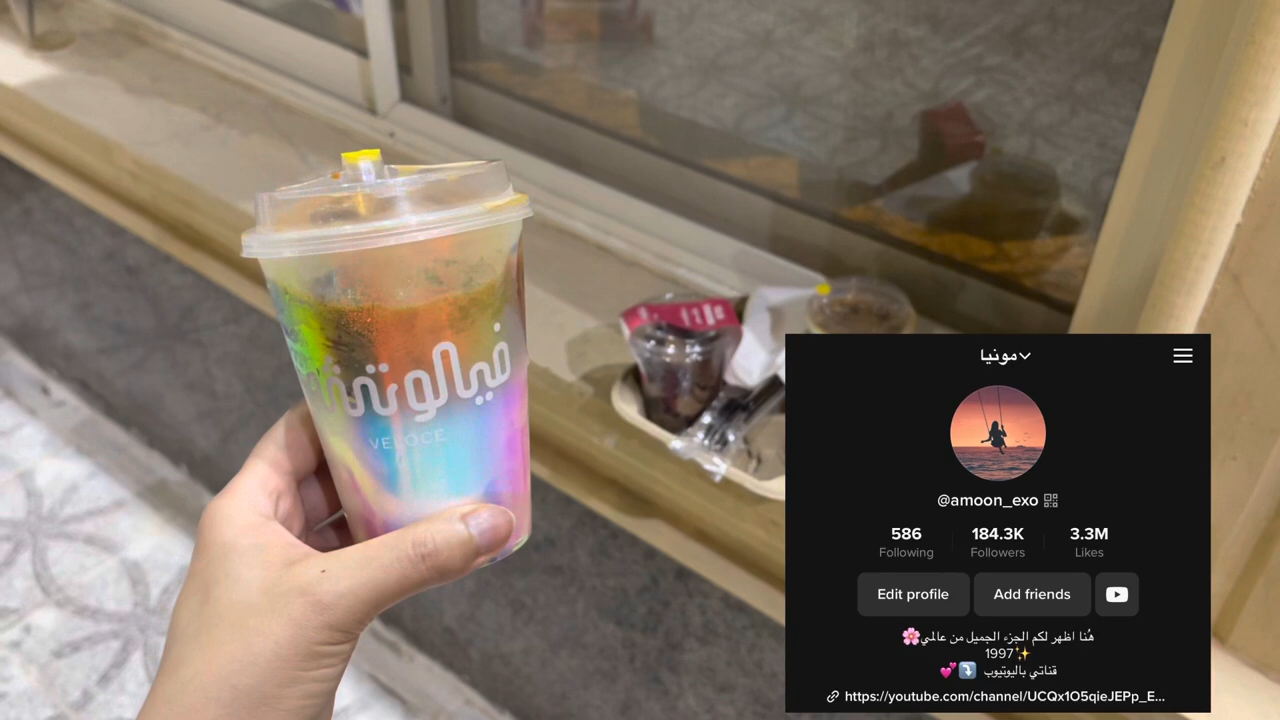 فيالوتشي
VELOCE
مونيا
@amoon_exo
586
184.3K
3.3M
Following
Followers
Likes
Edit profile
Add friends
هُنا اظهر لكم الجزء الجميل من عالمي🌸
1997✨
قناتي باليوتيوب ⤵️ 💕
https://youtube.com/channel/UCQx1O5qieJEPp_E...